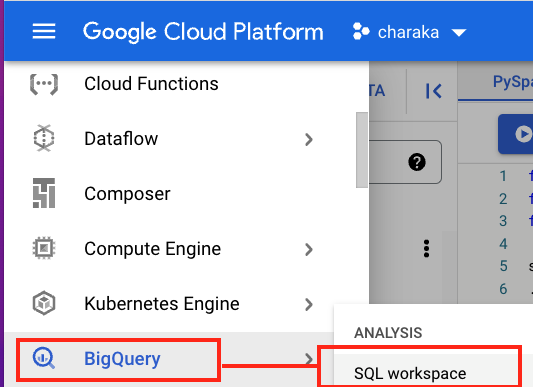 Google Cloud Platform
charaka
Cloud Functions
Dataflow
Composer
Compute Engine
Kubernetes Engine
BigQuery
TA
?
PySpa
1 f
2 f
3 f
4
5 s
6 .
ANALYSIS
SQL workspace